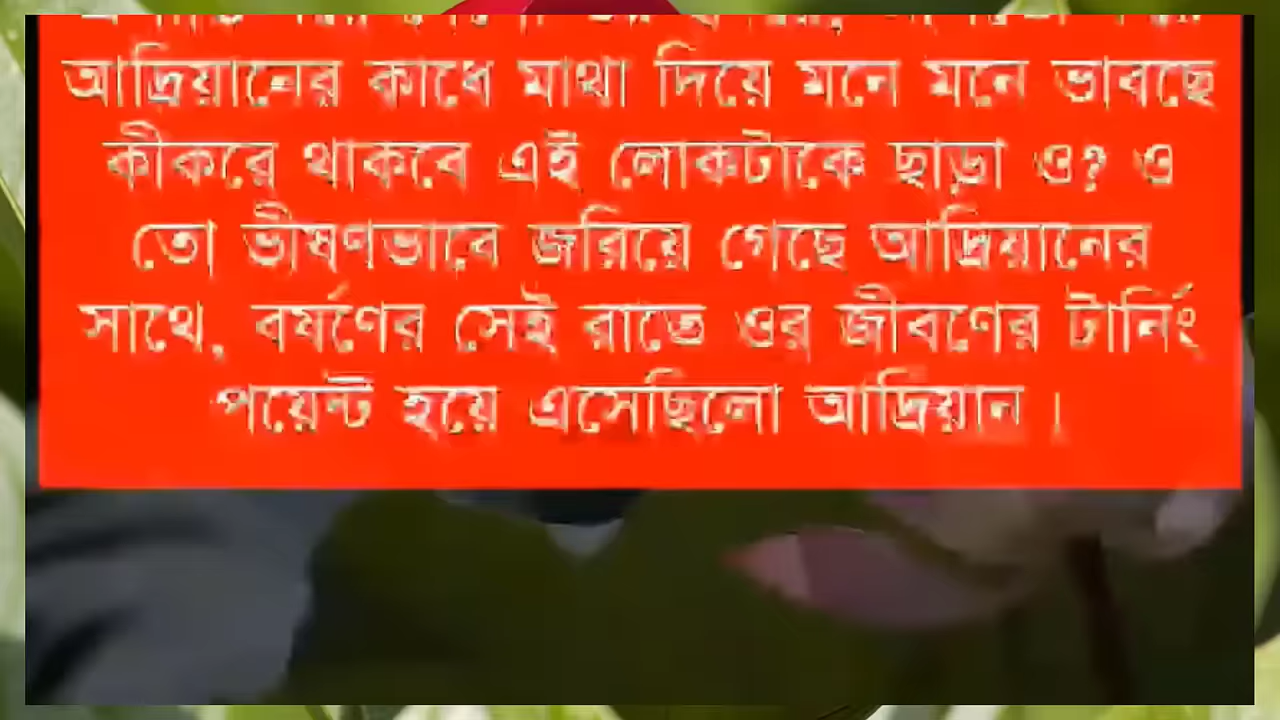 আদ্রিয়ানের কাধে মাথা দিয়ে মনে মনে ভাবছে
কীকরে থাকবে এই লোকটাকে ছাড়া ও? ও
তো ভীষণভাবে জরিয়ে গেছে আদ্রিয়ানের
সাথে, বর্ষণের সেই রাতে ওর জীবণের টার্নিং
পয়েন্ট হয়ে এসেছিলো আদ্রিয়ান।